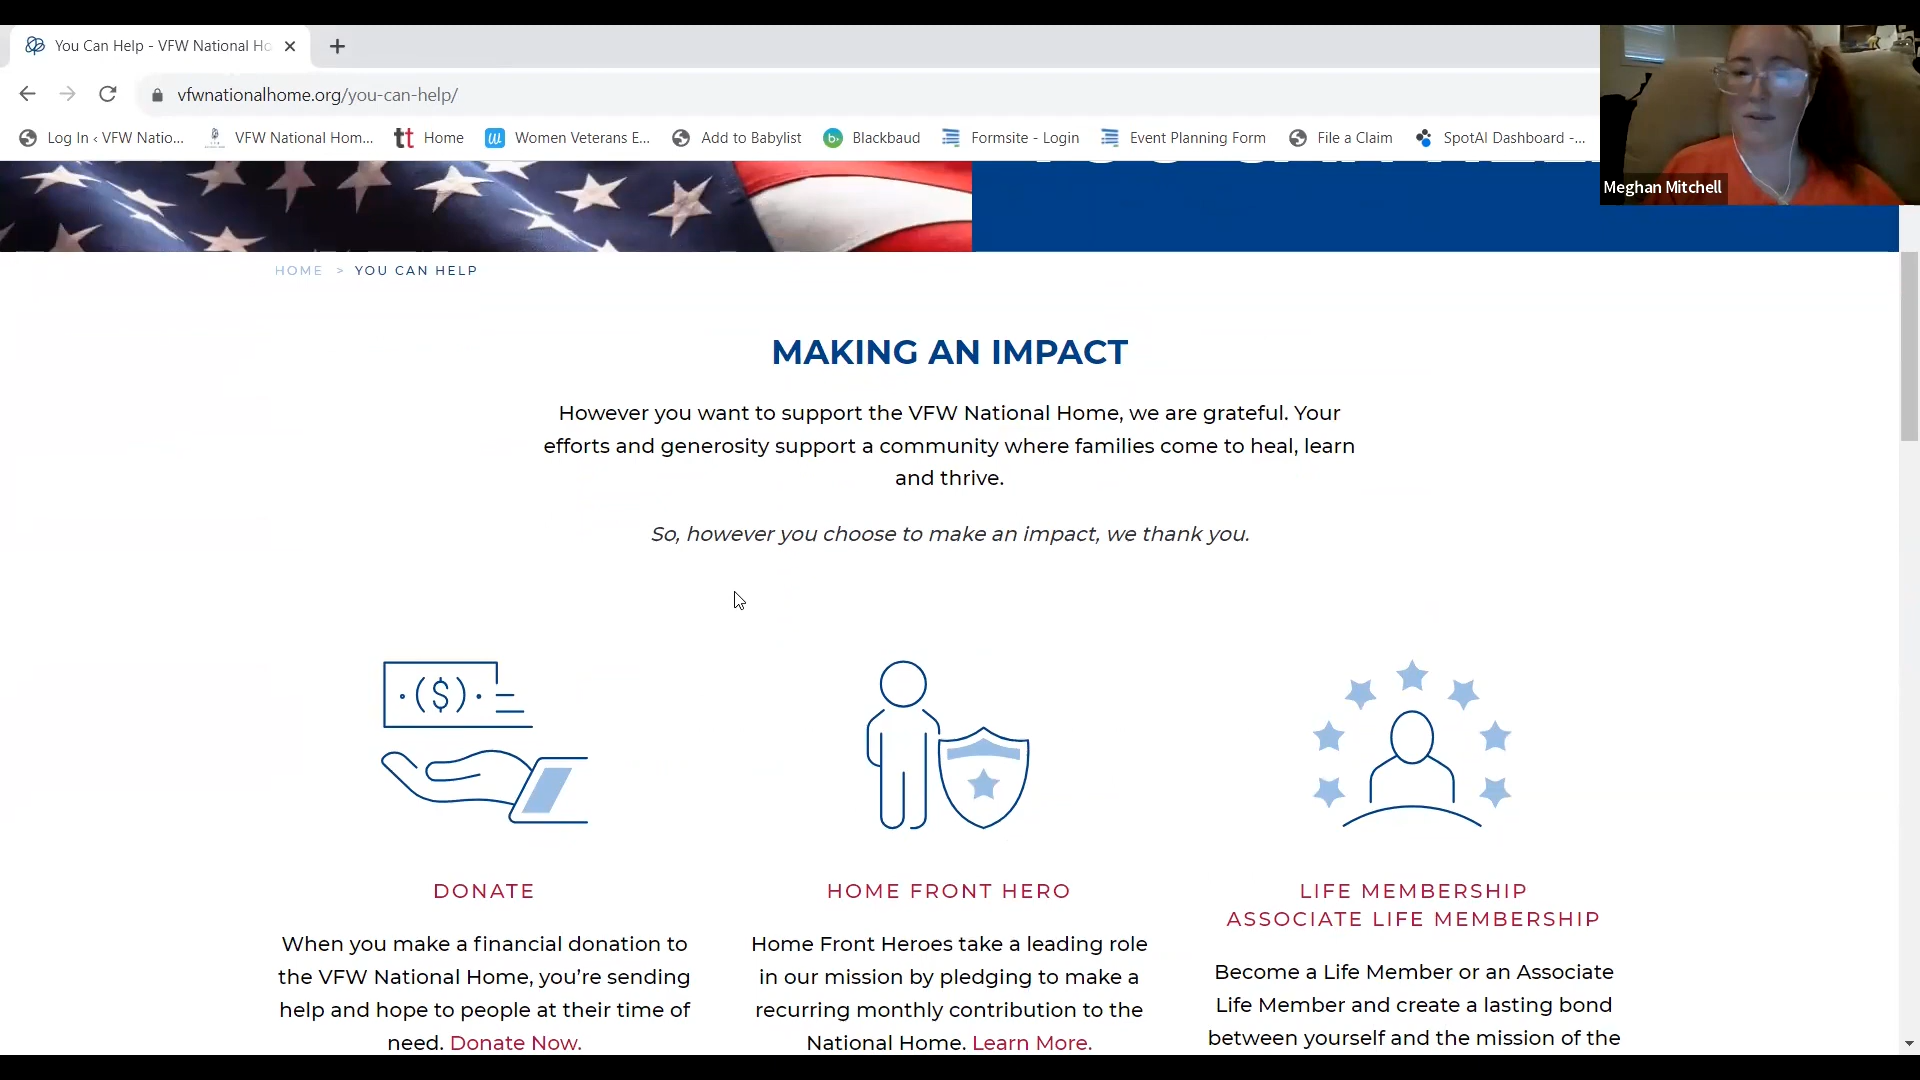 You Can Help - VFW National Ho
vfwnationalhome.org/you-can-help/
Log In ‹ VFW Natio...
VFW National Hom...
tt Home
w Women Veterans E...
Add to Babylist
b Blackbaud
Formsite - Login
Event Planning Form
File a Claim
SpotAI Dashboard -...
Meghan Mitchell
HOME > YOU CAN HELP
MAKING AN IMPACT
However you want to support the VFW National Home, we are grateful. Your
efforts and generosity support a community where families come to heal, learn
and thrive.
So, however you choose to make an impact, we thank you.
($)
DONATE
When you make a financial donation to
the VFW National Home, you’re sending
help and hope to people at their time of
need. Donate Now.
HOME FRONT HERO
Home Front Heroes take a leading role
in our mission by pledging to make a
recurring monthly contribution to the
National Home. Learn More.
LIFE MEMBERSHIP
ASSOCIATE LIFE MEMBERSHIP
Become a Life Member or an Associate
Life Member and create a lasting bond
between yourself and the mission of the